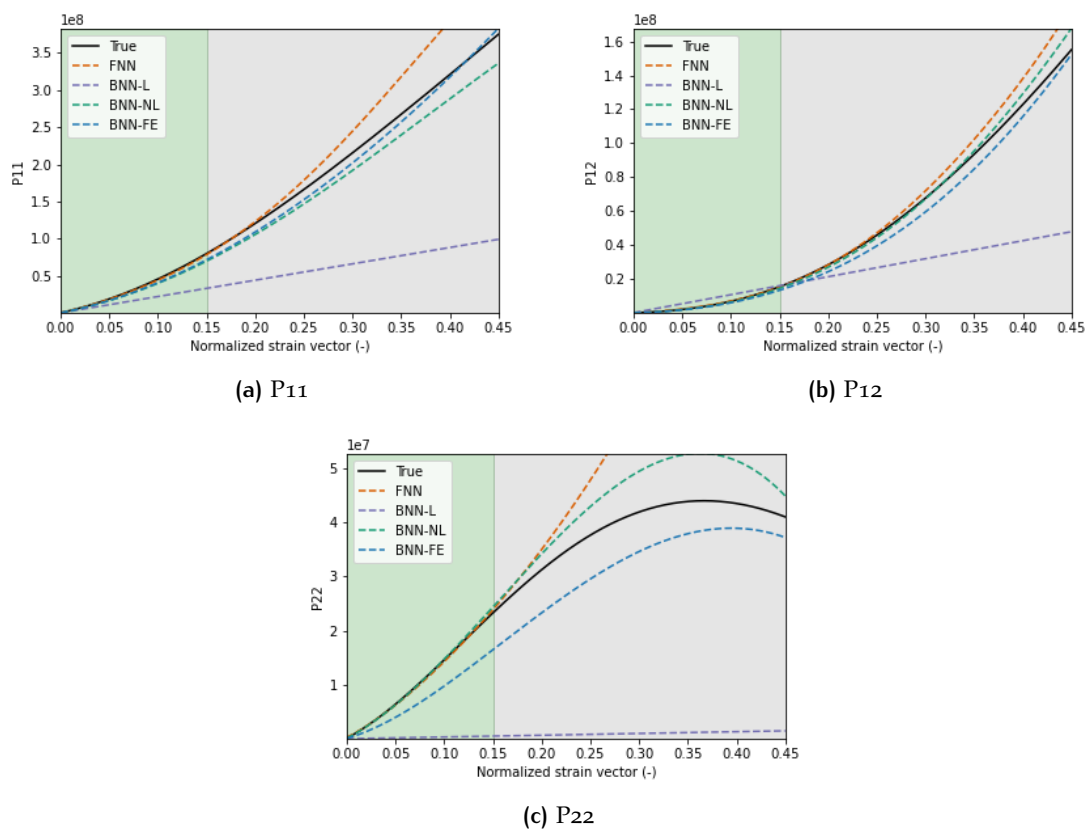 1e8
True
FNN
BNN-L
BNN-NL
BNN-FE
3.5
3.0
2.5
2.0
1.5
1.0
0.5
P11
0.00 0.05 0.10 0.15 0.20 0.25 0.30 0.35 0.40 0.45
Normalized strain vector (-)
(a) P11
1e8
True
FNN
BNN-L
BNN-NL
BNN-FE
1.6
1.4
1.2
1.0
0.8
0.6
0.4
0.2
P12
0.00 0.05 0.10 0.15 0.20 0.25 0.30 0.35 0.40 0.45
Normalized strain vector (-)
(b) P12
1e7
True
FNN
BNN-L
BNN-NL
BNN-FE
5
4
3
2
1
P22
0.00 0.05 0.10 0.15 0.20 0.25 0.30 0.35 0.40 0.45
Normalized strain vector (-)
(c) P22